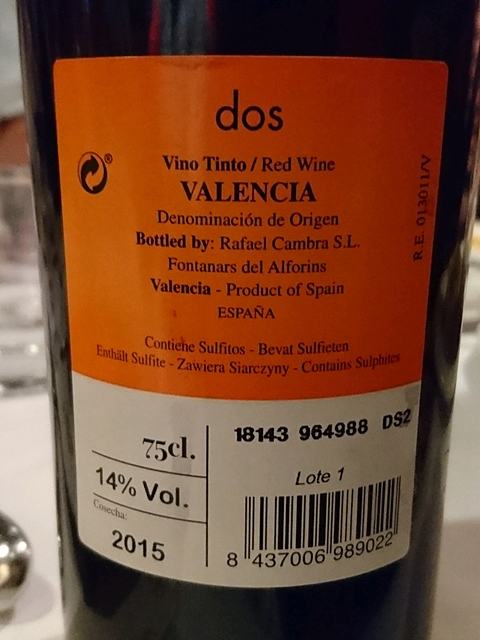 dos
®
Vino Tinto / Red Wine
VALENCIA
Denominación de Origen
Bottled by: Rafael Cambra S.L.
Fontanars del Alforins
Valencia - Product of Spain
ESPAÑA
Contiene Sulfitos - Bevat Sulfieten
Enthält Sulfite - Zawiera Siarczyny - Contains Sulphites
R.E. 013011/V
75cl.
14% Vol.
Cosecha:
2015
18143 964988 DS2
Lote 1
8 437006 989022